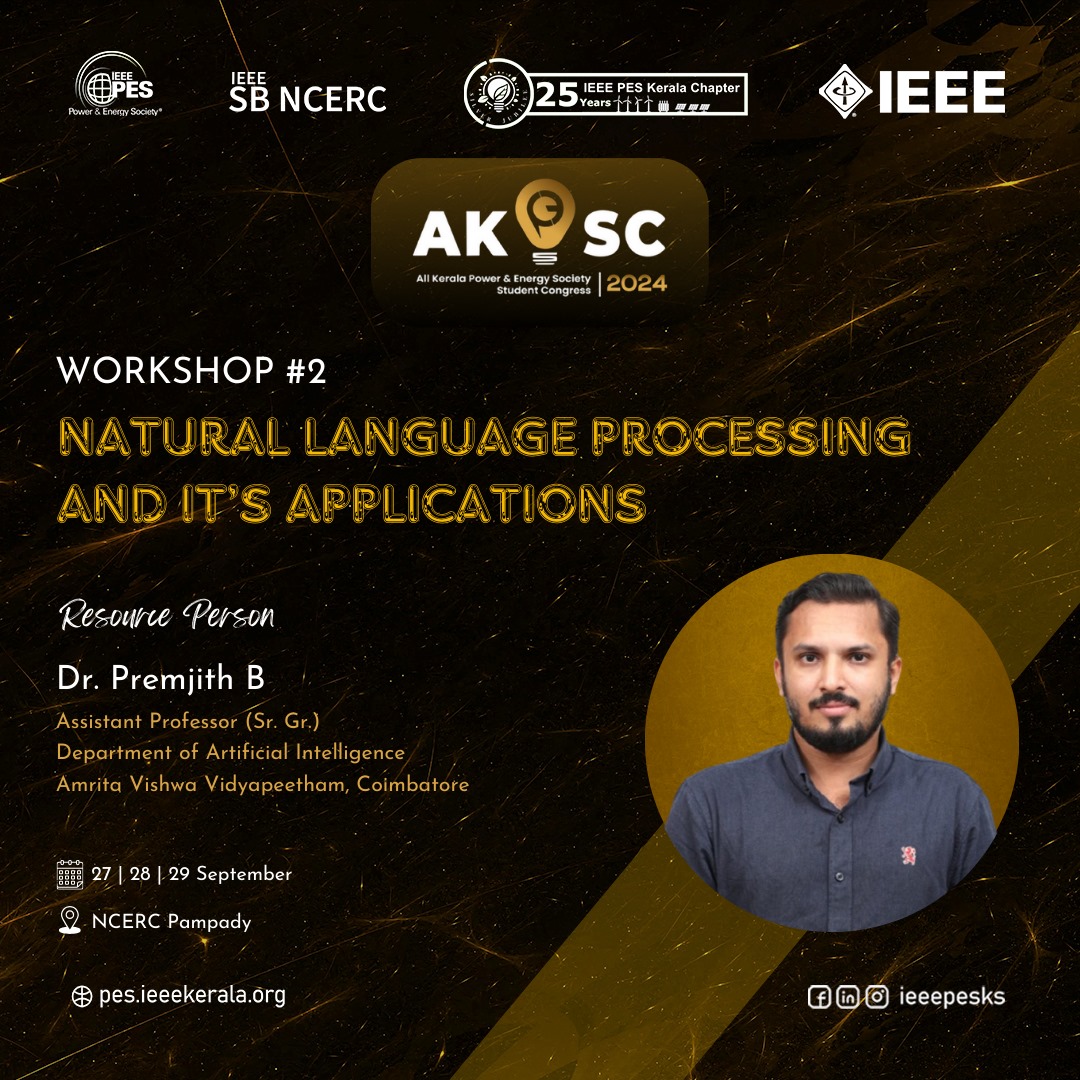 IEEE
PES
Power & Energy Society®
IEEE
SB NCERC
25 Years
IEEE PES Kerala Chapter
IEEE
AK SC
All Kerala Power & Energy Society
Student Congress
2024
WORKSHOP #2
NATURAL LANGUAGE PROCESSING
AND IT'S APPLICATIONS
Resource Person
Dr. Premjith B
Assistant Professor (Sr. Gr.)
Department of Artificial Intelligence
Amrita Vishwa Vidyapeetham, Coimbatore
27 | 28 | 29 September
NCERC Pampady
pes.ieeekerala.org
ieeepesks